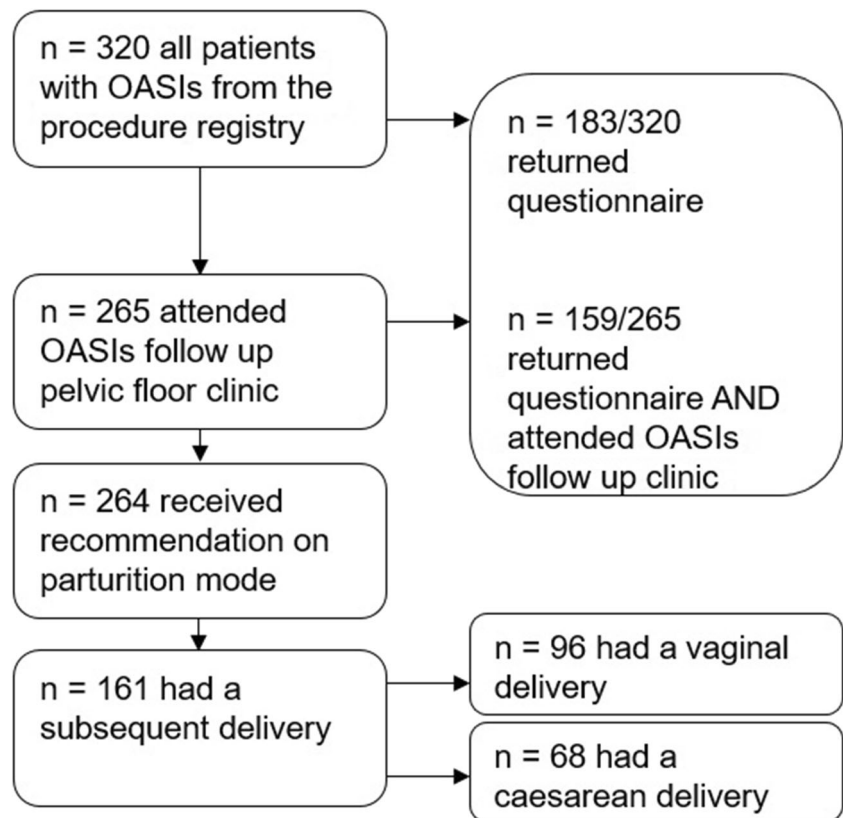 n = 320 all patients
with OASIs from the
procedure registry
n = 183/320
returned
questionnaire
n = 265 attended
OASIs follow up
pelvic floor clinic
n = 159/265
returned
questionnaire AND
attended OASIs
follow up clinic
n = 264 received
recommendation on
parturition mode
n = 161 had a
subsequent delivery
n = 96 had a vaginal
delivery
n = 68 had a
caesarean delivery